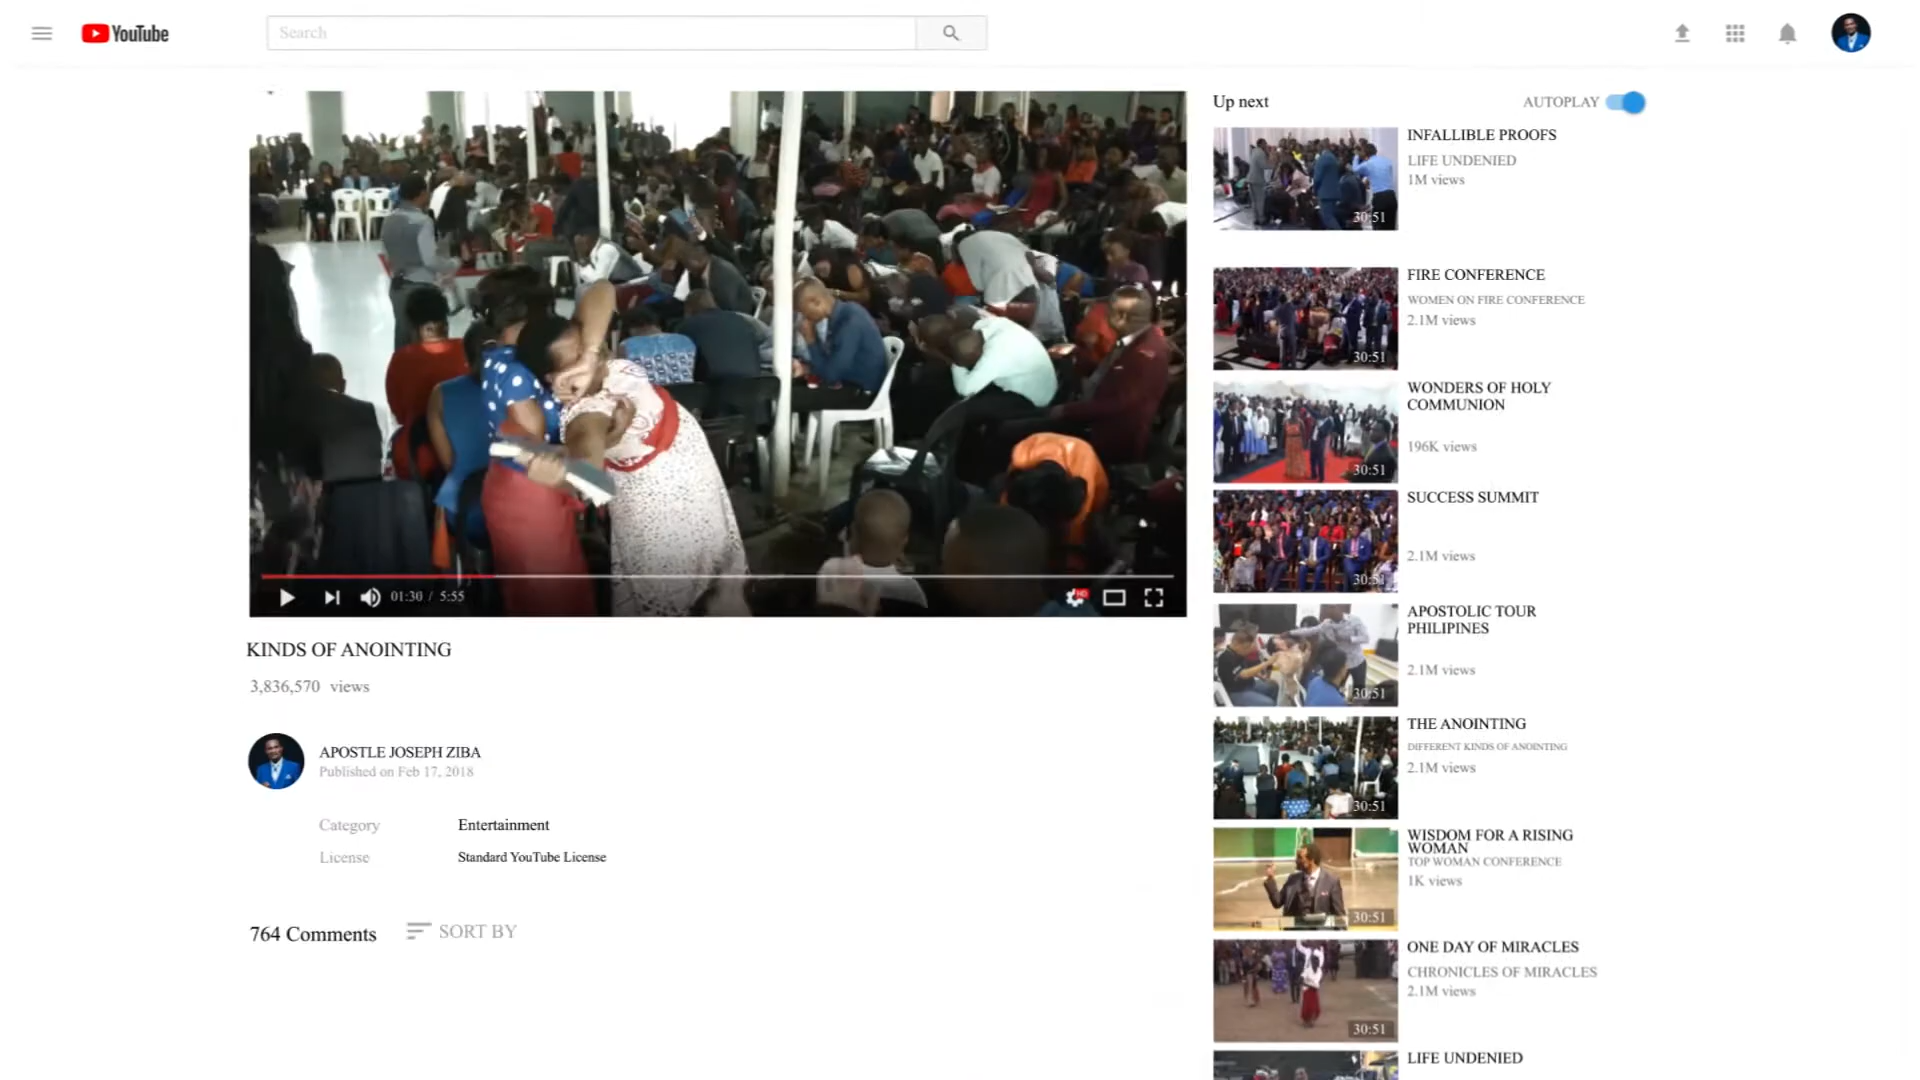 YouTube
Search
Up next
AUTOPLAY
30:51
INFALLIBLE PROOFS
LIFE UNDENIED
1M views
30:51
FIRE CONFERENCE
WOMEN ON FIRE CONFERENCE
2.1M views
30:51
WONDERS OF HOLY
COMMUNION
196K views
30:51
SUCCESS SUMMIT
2.1M views
30:51
APOSTOLIC TOUR
PHILIPINES
2.1M views
30:51
THE ANOINTING
DIFFERENT KINDS OF ANOINTING
2.1M views
30:51
WISDOM FOR A RISING
WOMAN
TOP WOMAN CONFERENCE
1K views
30:51
ONE DAY OF MIRACLES
CHRONICLES OF MIRACLES
2.1M views
LIFE UNDENIED
01:30 / 5:55
HD
KINDS OF ANOINTING
3,836,570 views
APOSTLE JOSEPH ZIBA
Published on Feb 17, 2018
Category Entertainment
License Standard YouTube License
764 Comments SORT BY